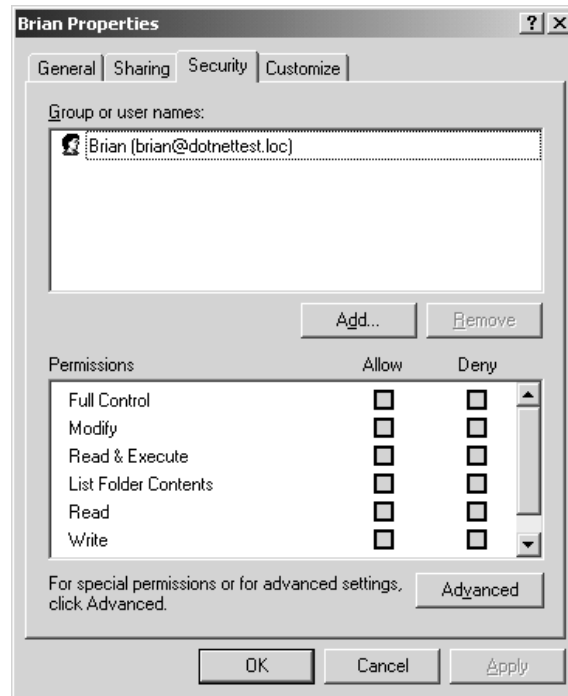 Brian Properties
General Sharing Security Customize
Group or user names:
Brian (brian@dotnettest.loc)
Add... Remove
Permissions Allow Deny
Full Control
Modify
Read & Execute
List Folder Contents
Read
Write
For special permissions or for advanced settings,
click Advanced.
Advanced
OK Cancel Apply